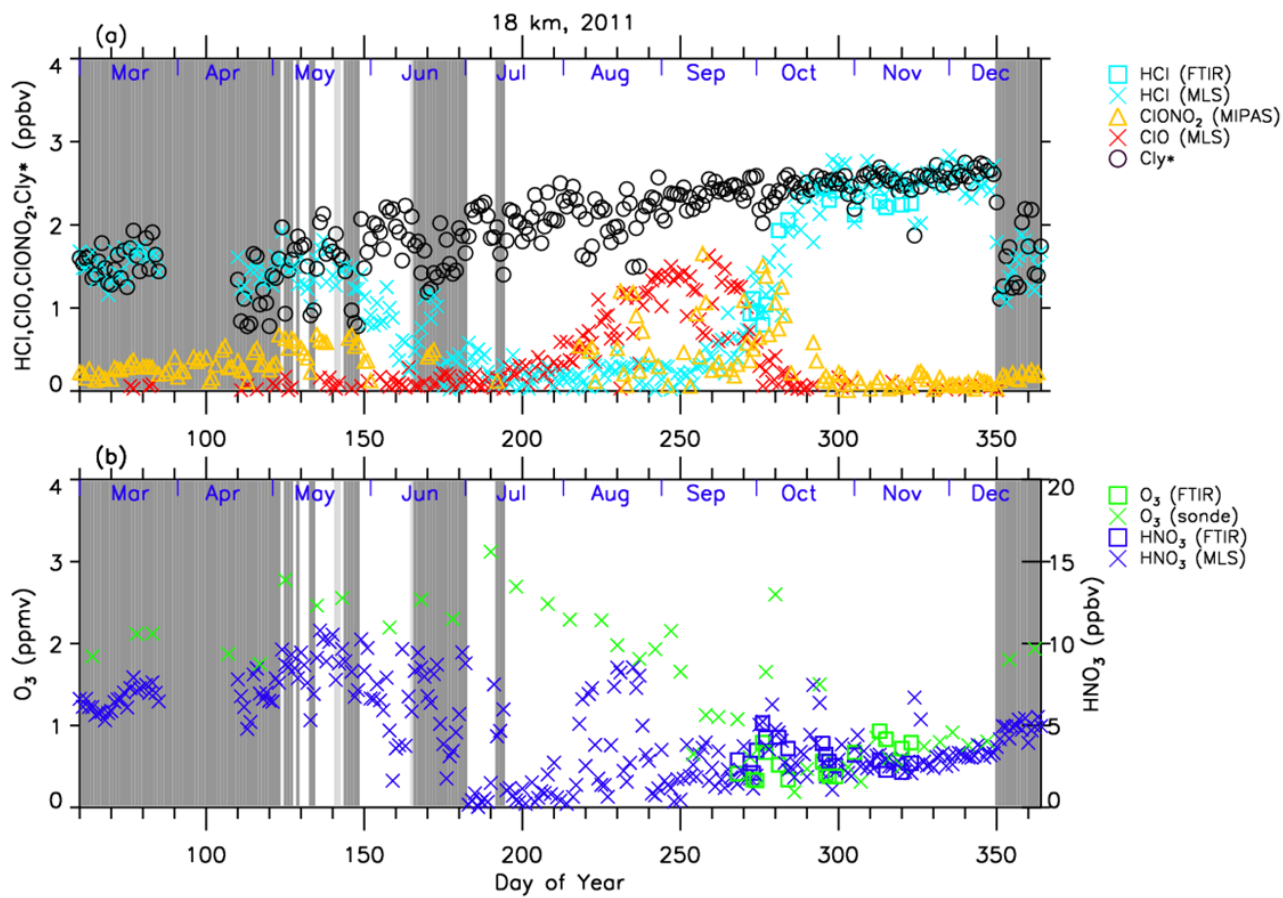 18 km, 2011
(a)
HCl,ClO,ClONO₂,Cly* (ppbv)
4
3
2
1
0
Mar Apr May Jun Jul Aug Sep Oct Nov Dec
100 150 200 250 300 350
HCl (FTIR)
HCl (MLS)
ClONO₂ (MIPAS)
ClO (MLS)
Cly*
(b)
O₃ (ppmv)
4
3
2
1
0
Mar Apr May Jun Jul Aug Sep Oct Nov Dec
20
15
10
5
0
HNO₃ (ppbv)
100 150 200 250 300 350
Day of Year
O₃ (FTIR)
O₃ (sonde)
HNO₃ (FTIR)
HNO₃ (MLS)